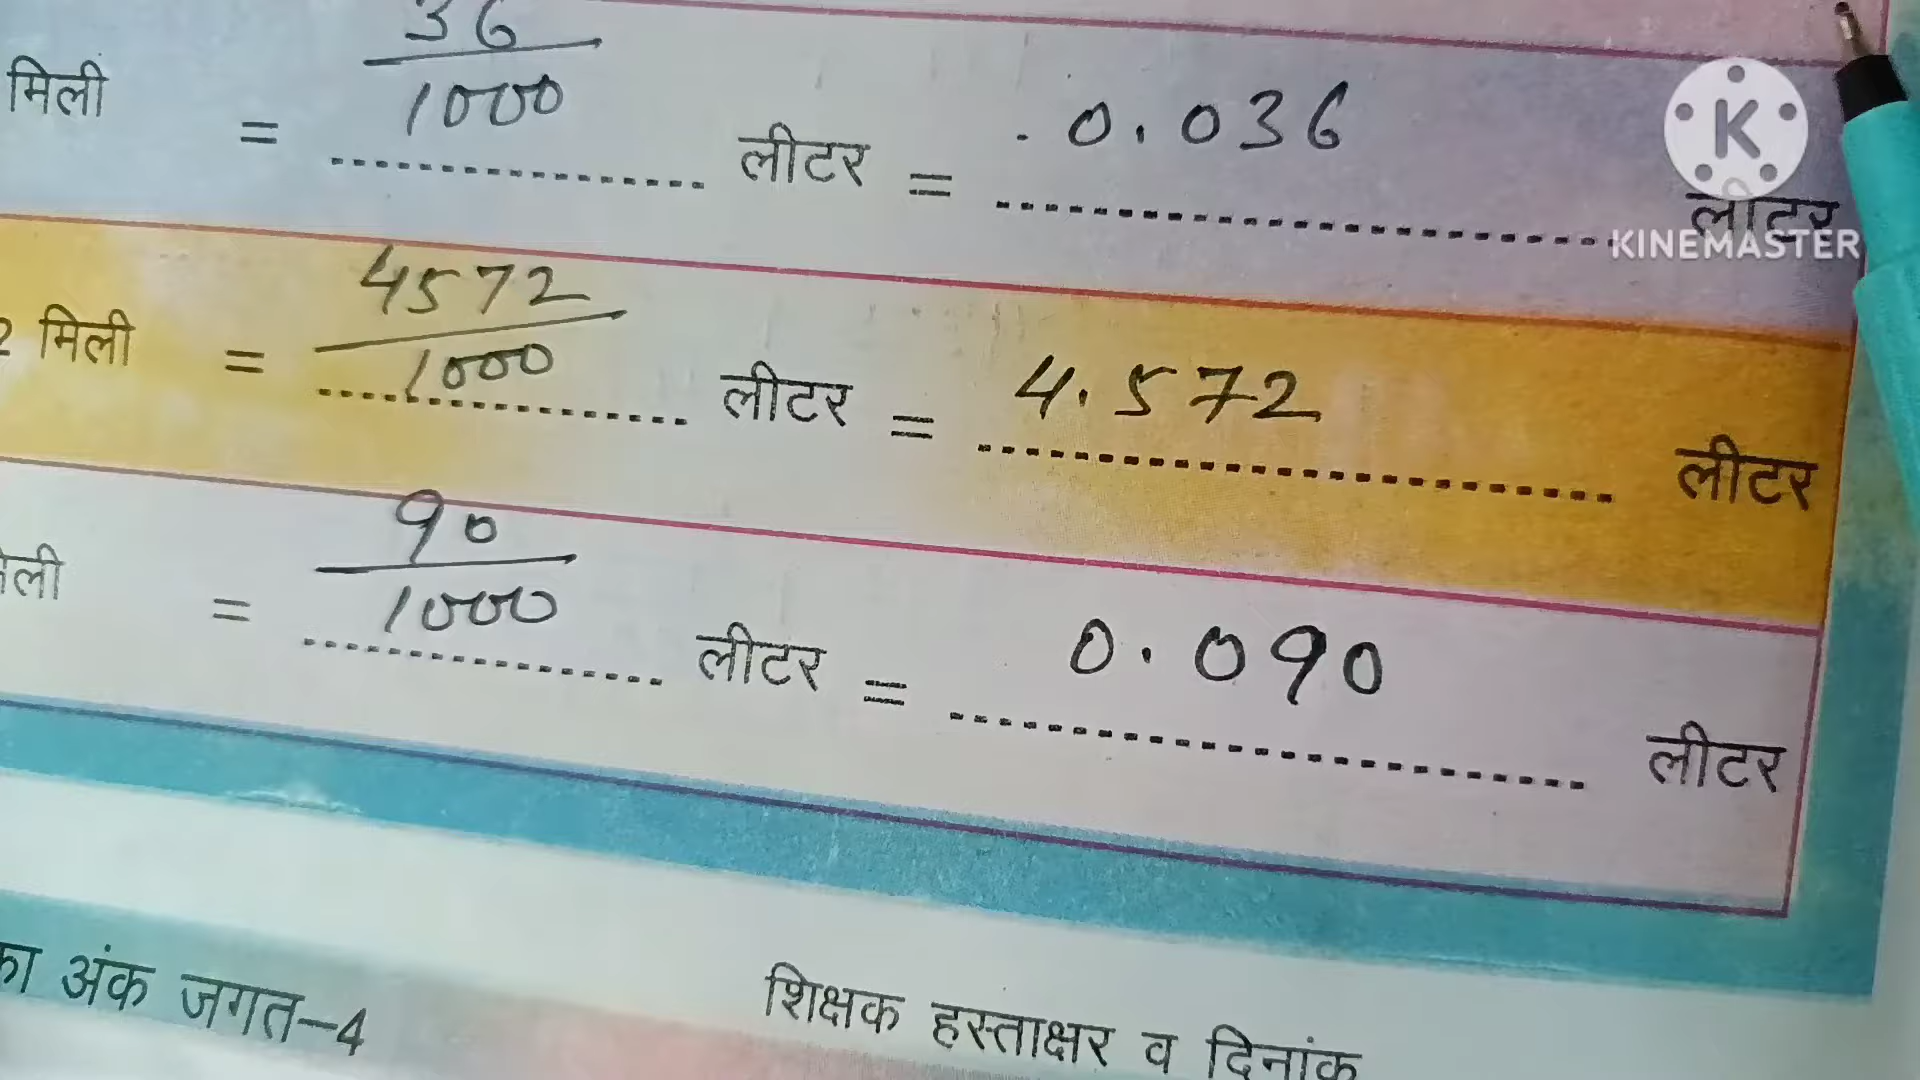 36
मिली = 1000 लीटर = 0.036 लीटर
KINEMASTER
4572
2 मिली = 1000 लीटर = 4.572 लीटर
90
= 1000 लीटर = 0.090 लीटर
का अंक जगत-4 शिक्षक हस्ताक्षर व दिनांक